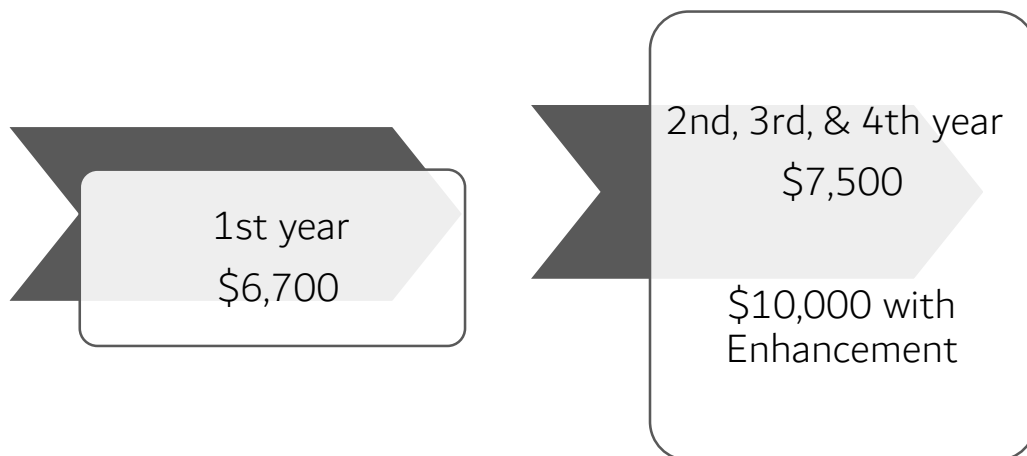 1st year
$6,700
2nd, 3rd, & 4th year
$7,500
$10,000 with
Enhancement